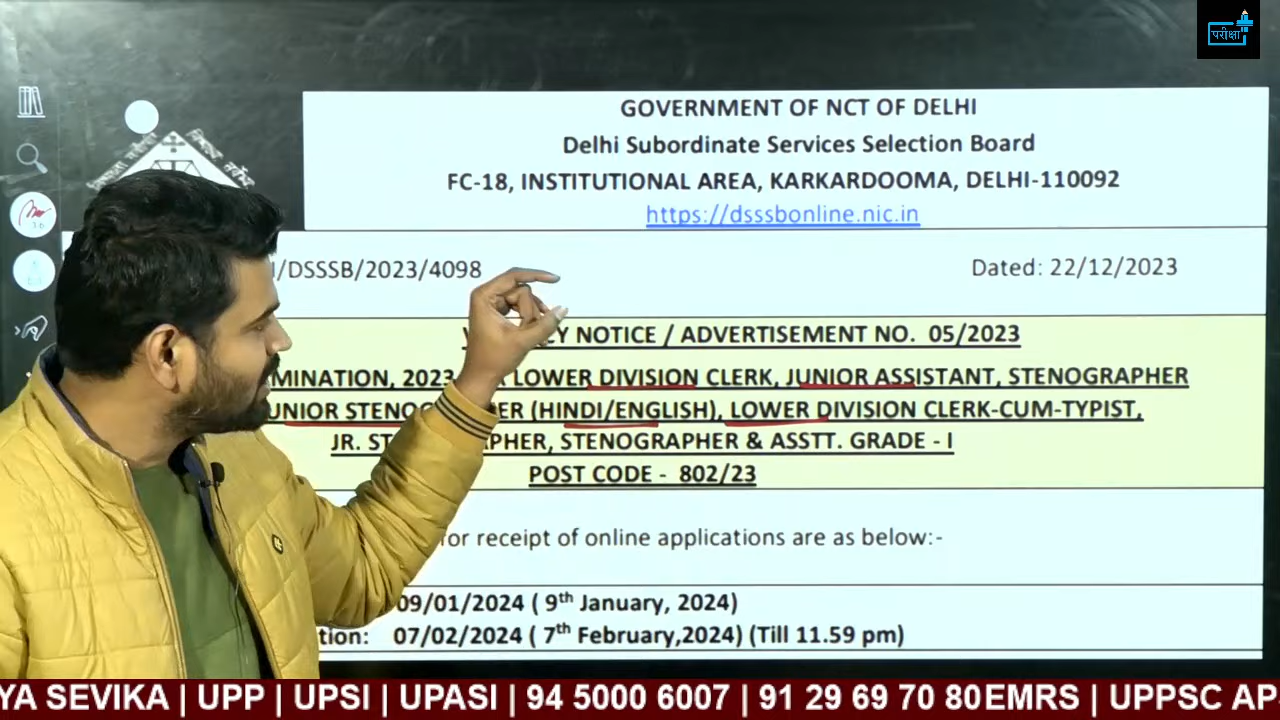 परीक्षा
GOVERNMENT OF NCT OF DELHI
Delhi Subordinate Services Selection Board
FC-18, INSTITUTIONAL AREA, KARKARDOOMA, DELHI-110092
https://dsssbonline.nic.in
/DSSSB/2023/4098
Dated: 22/12/2023
NOTICE / ADVERTISEMENT NO. 05/2023
MINATION, 2023 LOWER DIVISION CLERK, JUNIOR ASSISTANT, STENOGRAPHER
UNIOR STENO ER (HINDI/ENGLISH), LOWER DIVISION CLERK-CUM-TYPIST,
JR. ST PHER, STENOGRAPHER & ASSTT. GRADE - I
POST CODE - 802/23
for receipt of online applications are as below:-
09/01/2024 ( 9th January, 2024)
tion: 07/02/2024 ( 7th February,2024) (Till 11.59 pm)
YA SEVIKA | UPP | UPSI | UPASI | 94 5000 6007 | 91 29 69 70 80EMRS | UPPSC AP